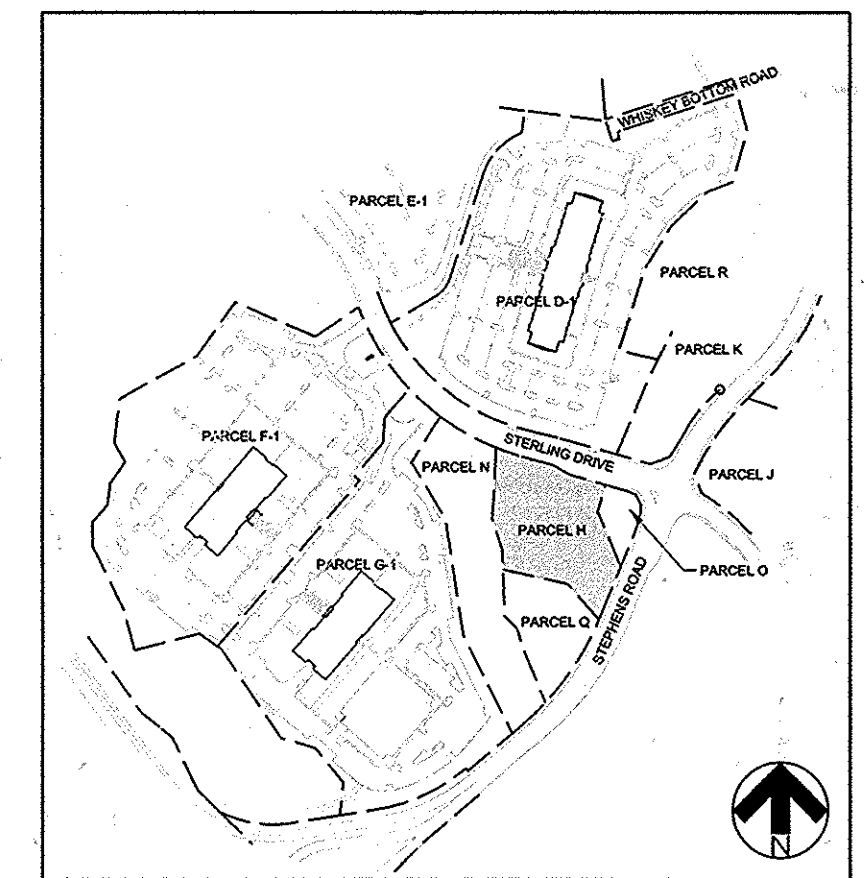 WHISKEY BOTTOM ROAD
PARCEL E-1
PARCEL R
PARCEL D-1
PARCEL K
PARCEL F-1
STERLING DRIVE
PARCEL N
PARCEL J
PARCEL H
PARCEL G-1
PARCEL O
PARCEL Q
STEPHENS ROAD
N